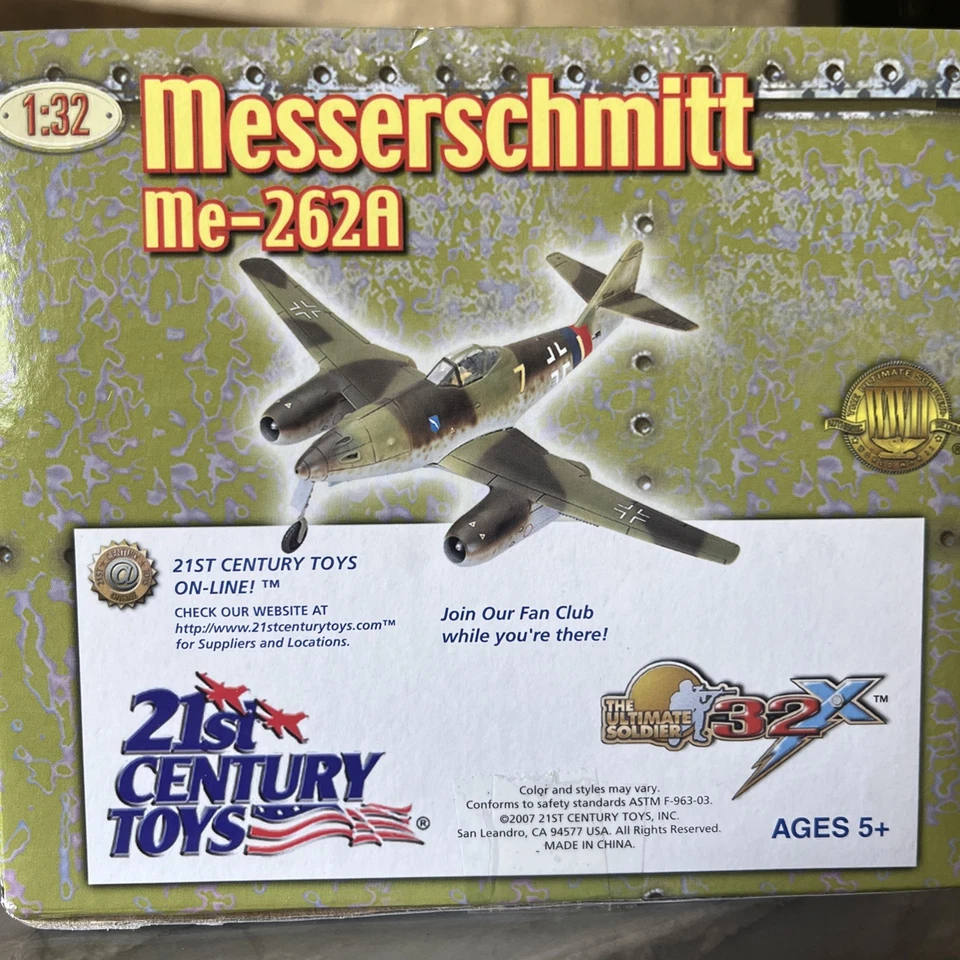 1:32
Messerschmitt
Me-262A
7
WWII
@
21ST CENTURY TOYS
ON-LINE! ™
CHECK OUR WEBSITE AT
http://www.21stcenturytoys.com™
for Suppliers and Locations.
Join Our Fan Club
while you're there!
21st
CENTURY
TOYS®
THE
ULTIMATE
SOLDIER
32X™
Color and styles may vary.
Conforms to safety standards ASTM F-963-03.
©2007 21ST CENTURY TOYS, INC.
San Leandro, CA 94577 USA. All Rights Reserved.
MADE IN CHINA.
AGES 5+